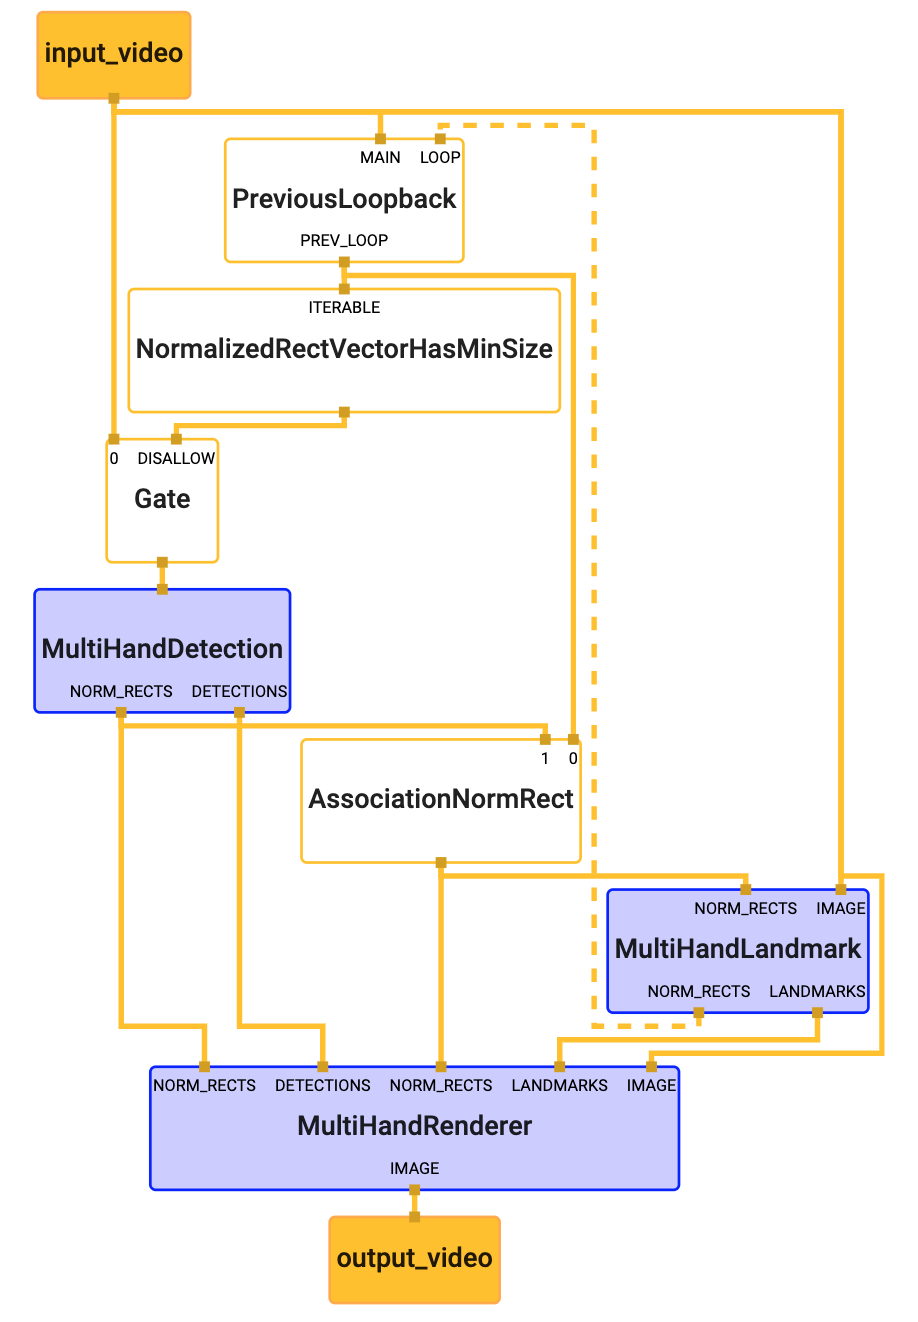 input_video
MAIN LOOP
PreviousLoopback
PREV_LOOP
ITERABLE
NormalizedRectVectorHasMinSize
0 DISALLOW
Gate
MultiHandDetection
NORM_RECTS DETECTIONS
1 0
AssociationNormRect
NORM_RECTS IMAGE
MultiHandLandmark
NORM_RECTS LANDMARKS
NORM_RECTS DETECTIONS NORM_RECTS LANDMARKS IMAGE
MultiHandRenderer
IMAGE
output_video